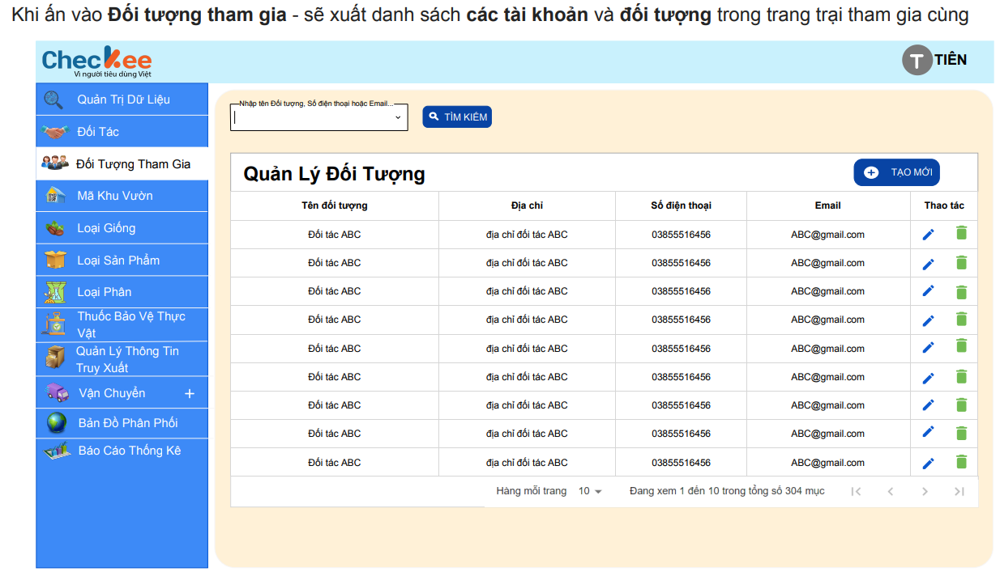 Khi ấn vào Đối tượng tham gia - sẽ xuất danh sách các tài khoản và đối tượng trong trang trại tham gia cùng
Checkee
Vì người tiêu dùng Việt
T TIÊN
Quản Trị Dữ Liệu
Đối Tác
Đối Tượng Tham Gia
Mã Khu Vườn
Loại Giống
Loại Sản Phẩm
Loại Phân
Thuốc Bảo Vệ Thực
Vật
Quản Lý Thông Tin
Truy Xuất
Vận Chuyển +
Bản Đồ Phân Phối
Báo Cáo Thống Kê
Nhập tên Đối tượng, Số điện thoại hoặc Email...
TÌM KIẾM
Quản Lý Đối Tượng
TẠO MỚI
Tên đối tượng Địa chỉ Số điện thoại Email Thao tác
Đối tác ABC địa chỉ đối tác ABC 03855516456 ABC@gmail.com
Đối tác ABC địa chỉ đối tác ABC 03855516456 ABC@gmail.com
Đối tác ABC địa chỉ đối tác ABC 03855516456 ABC@gmail.com
Đối tác ABC địa chỉ đối tác ABC 03855516456 ABC@gmail.com
Đối tác ABC địa chỉ đối tác ABC 03855516456 ABC@gmail.com
Đối tác ABC địa chỉ đối tác ABC 03855516456 ABC@gmail.com
Đối tác ABC địa chỉ đối tác ABC 03855516456 ABC@gmail.com
Đối tác ABC địa chỉ đối tác ABC 03855516456 ABC@gmail.com
Đối tác ABC địa chỉ đối tác ABC 03855516456 ABC@gmail.com
Hàng mỗi trang 10 Đang xem 1 đến 10 trong tổng số 304 mục